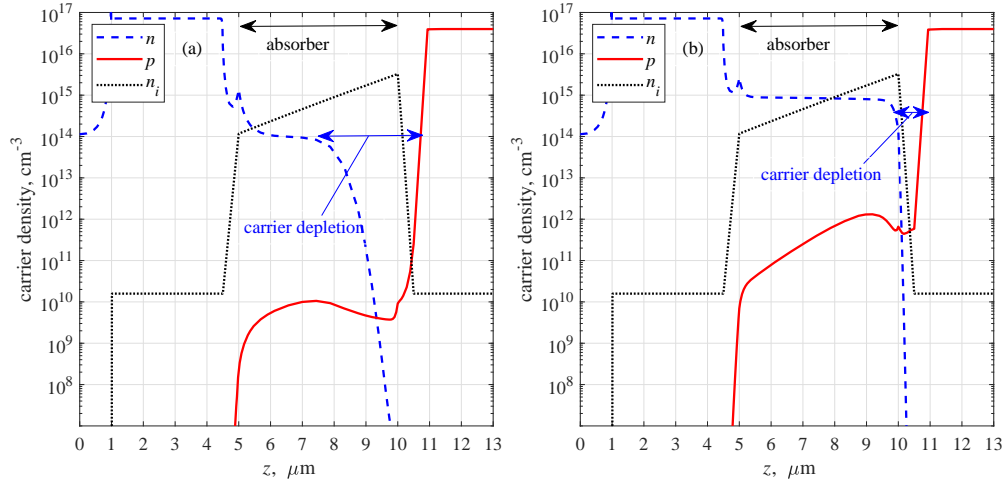 10^17
10^16
10^15
10^14
10^13
10^12
10^11
10^10
10^9
10^8
carrier density, cm^-3
n
p
n_i
(a)
absorber
carrier depletion
0 1 2 3 4 5 6 7 8 9 10 11 12 13
z, μm
10^17
10^16
10^15
10^14
10^13
10^12
10^11
10^10
10^9
10^8
carrier density, cm^-3
n
p
n_i
(b)
absorber
carrier depletion
0 1 2 3 4 5 6 7 8 9 10 11 12 13
z, μm